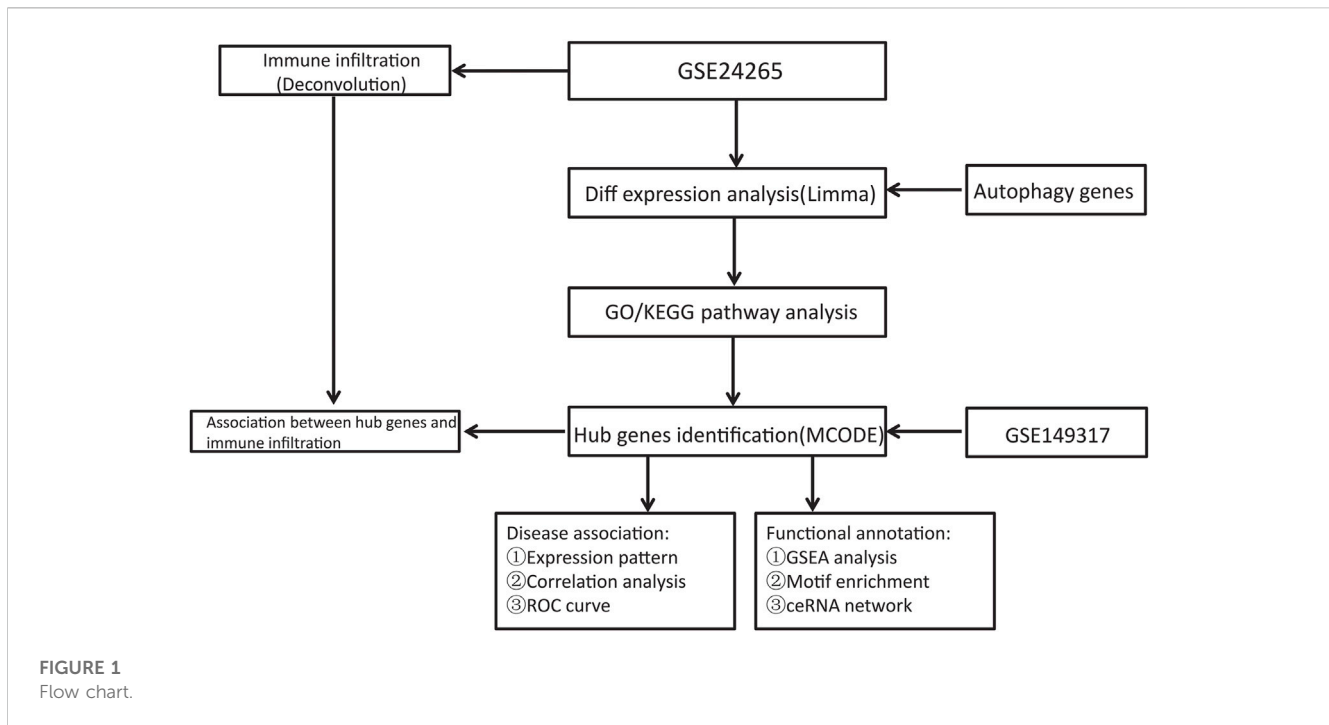 Immune infiltration
(Deconvolution)
GSE24265
Diff expression analysis(Limma)
Autophagy genes
GO/KEGG pathway analysis
Association between hub genes and
immune infiltration
Hub genes identification(MCODE)
GSE149317
Disease association:
①Expression pattern
②Correlation analysis
③ROC curve
Functional annotation:
①GSEA analysis
②Motif enrichment
③ceRNA network
FIGURE 1
Flow chart.